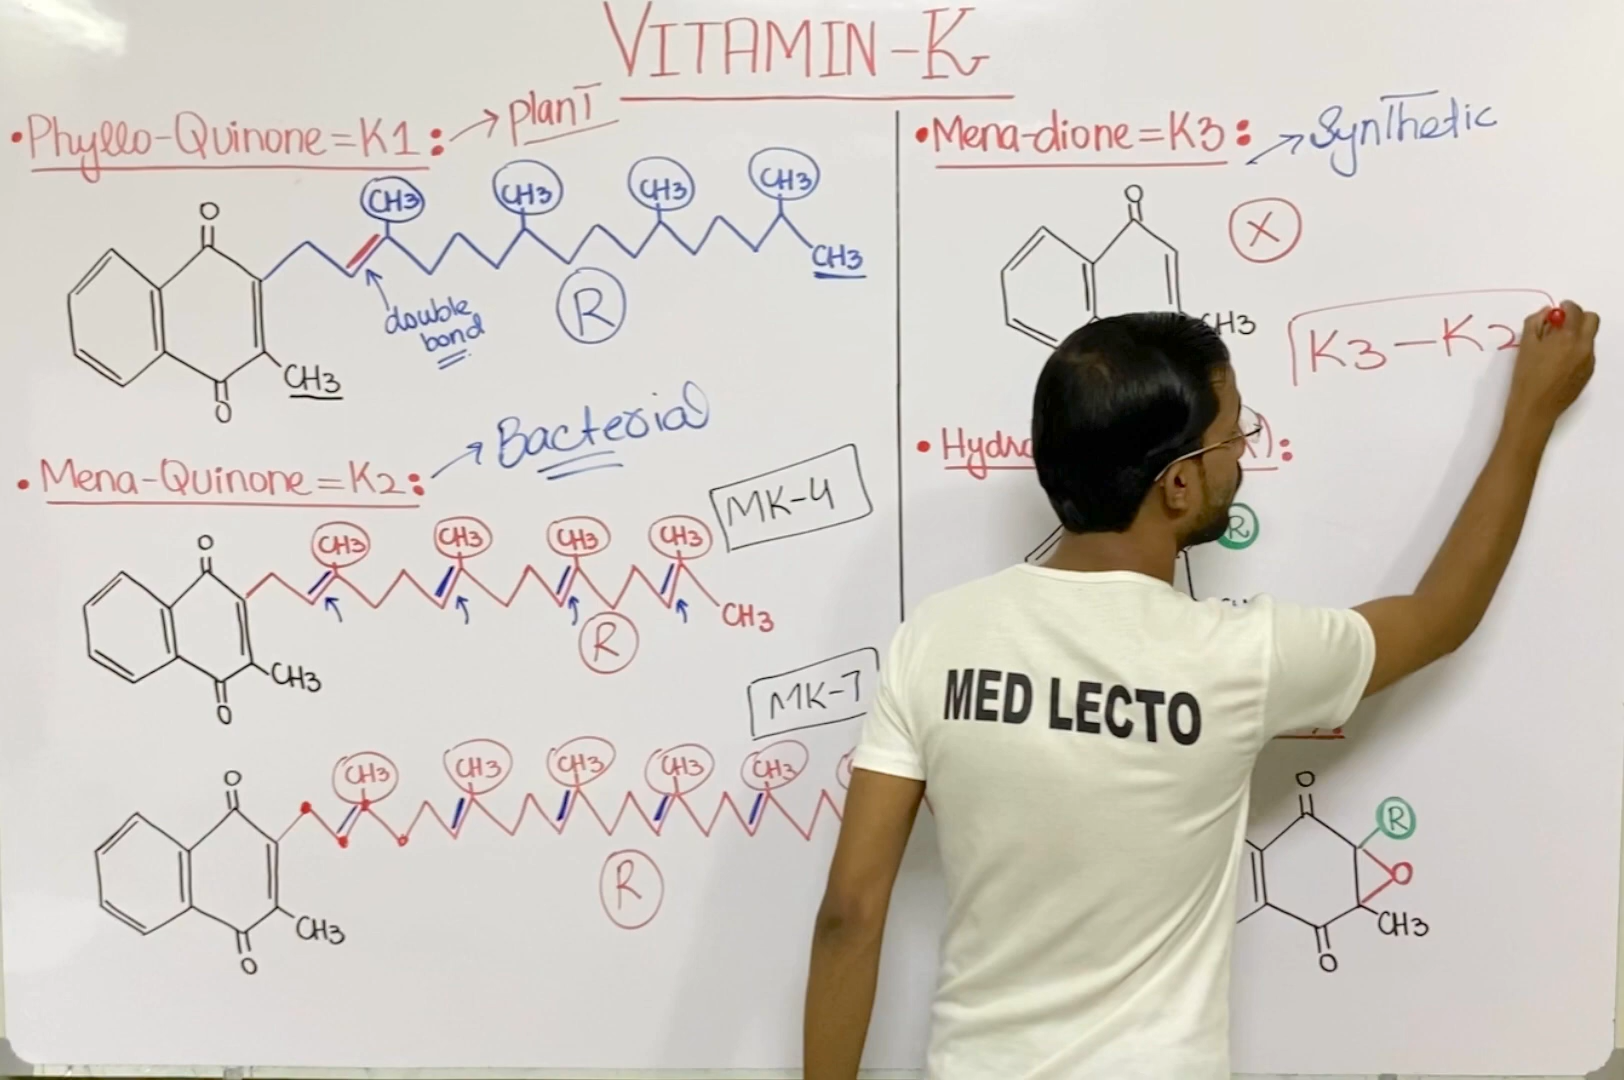 VITAMIN-K
•Phyllo-Quinone=K1: → PlanT
CH3 CH3 CH3 CH3
O
CH3
double
bond
R
CH3
O
• Mena-Quinone=K2: → Bacterial
MK-4
O
CH3 CH3 CH3 CH3
CH3
R
CH3
O
MK-7
O
CH3 CH3 CH3 CH3 CH3
R
CH3
O
•Mena-dione=K3: → SynThetic
O
X
CH3
K3-K2
• Hydro
):
R
O
R
O
CH3
O
MED LECTO